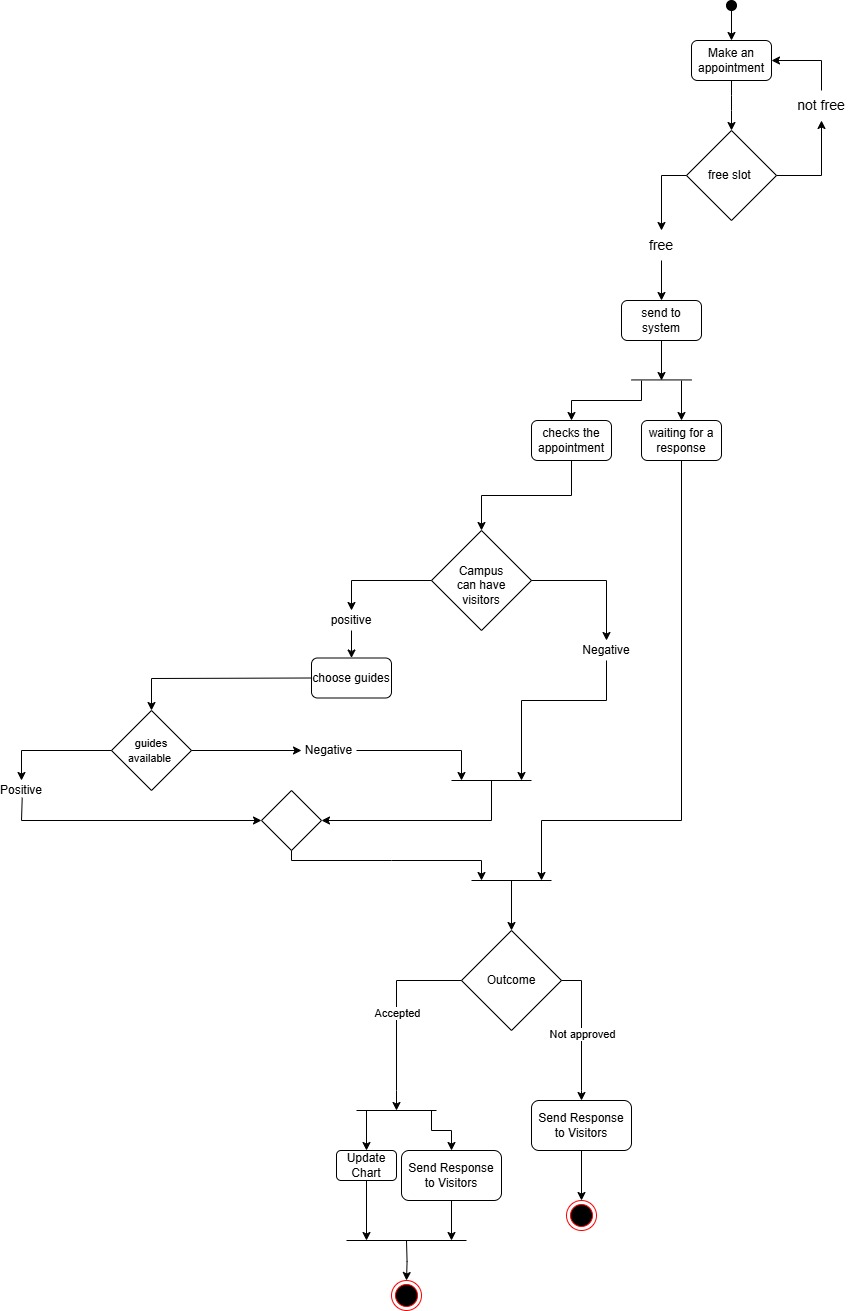 Make an
appointment
not free
free slot
free
send to
system
checks the
appointment
waiting for a
response
Campus
can have
visitors
positive
Negative
choose guides
guides
available
Negative
Positive
Outcome
Accepted
Not approved
Send Response
to Visitors
Update
Chart
Send Response
to Visitors